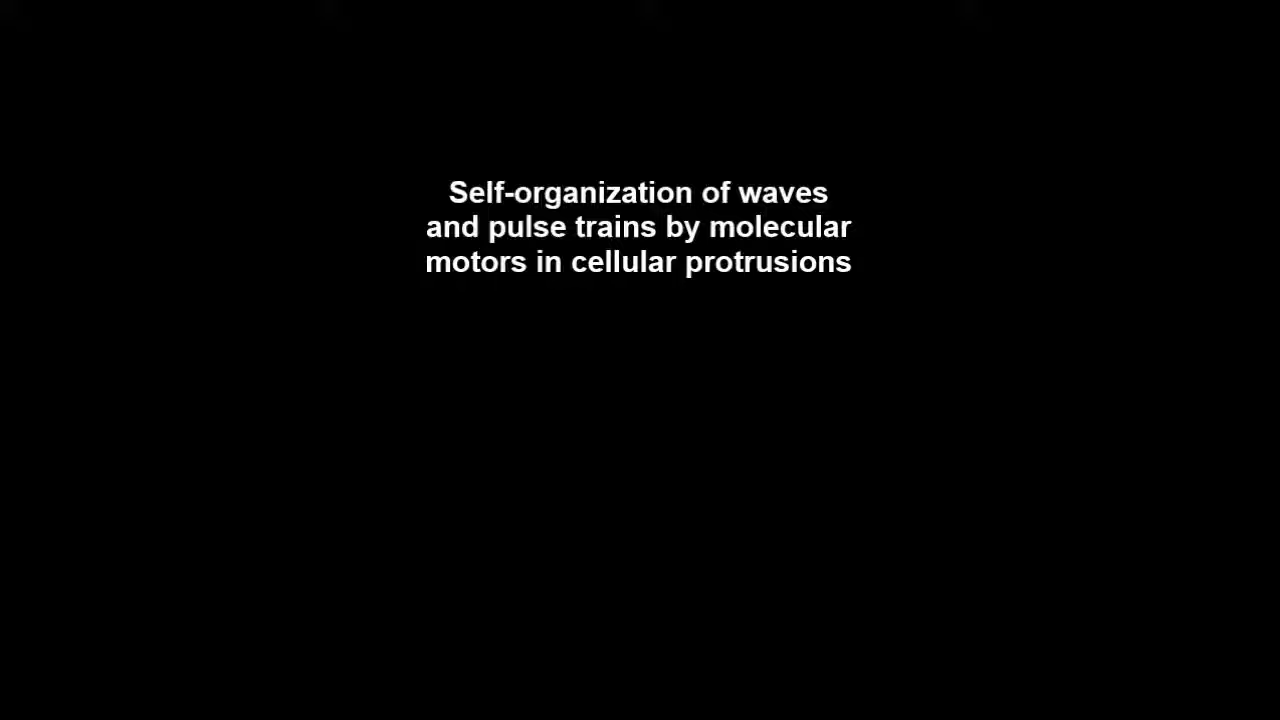 Self-organization of waves
and pulse trains by molecular
motors in cellular protrusions